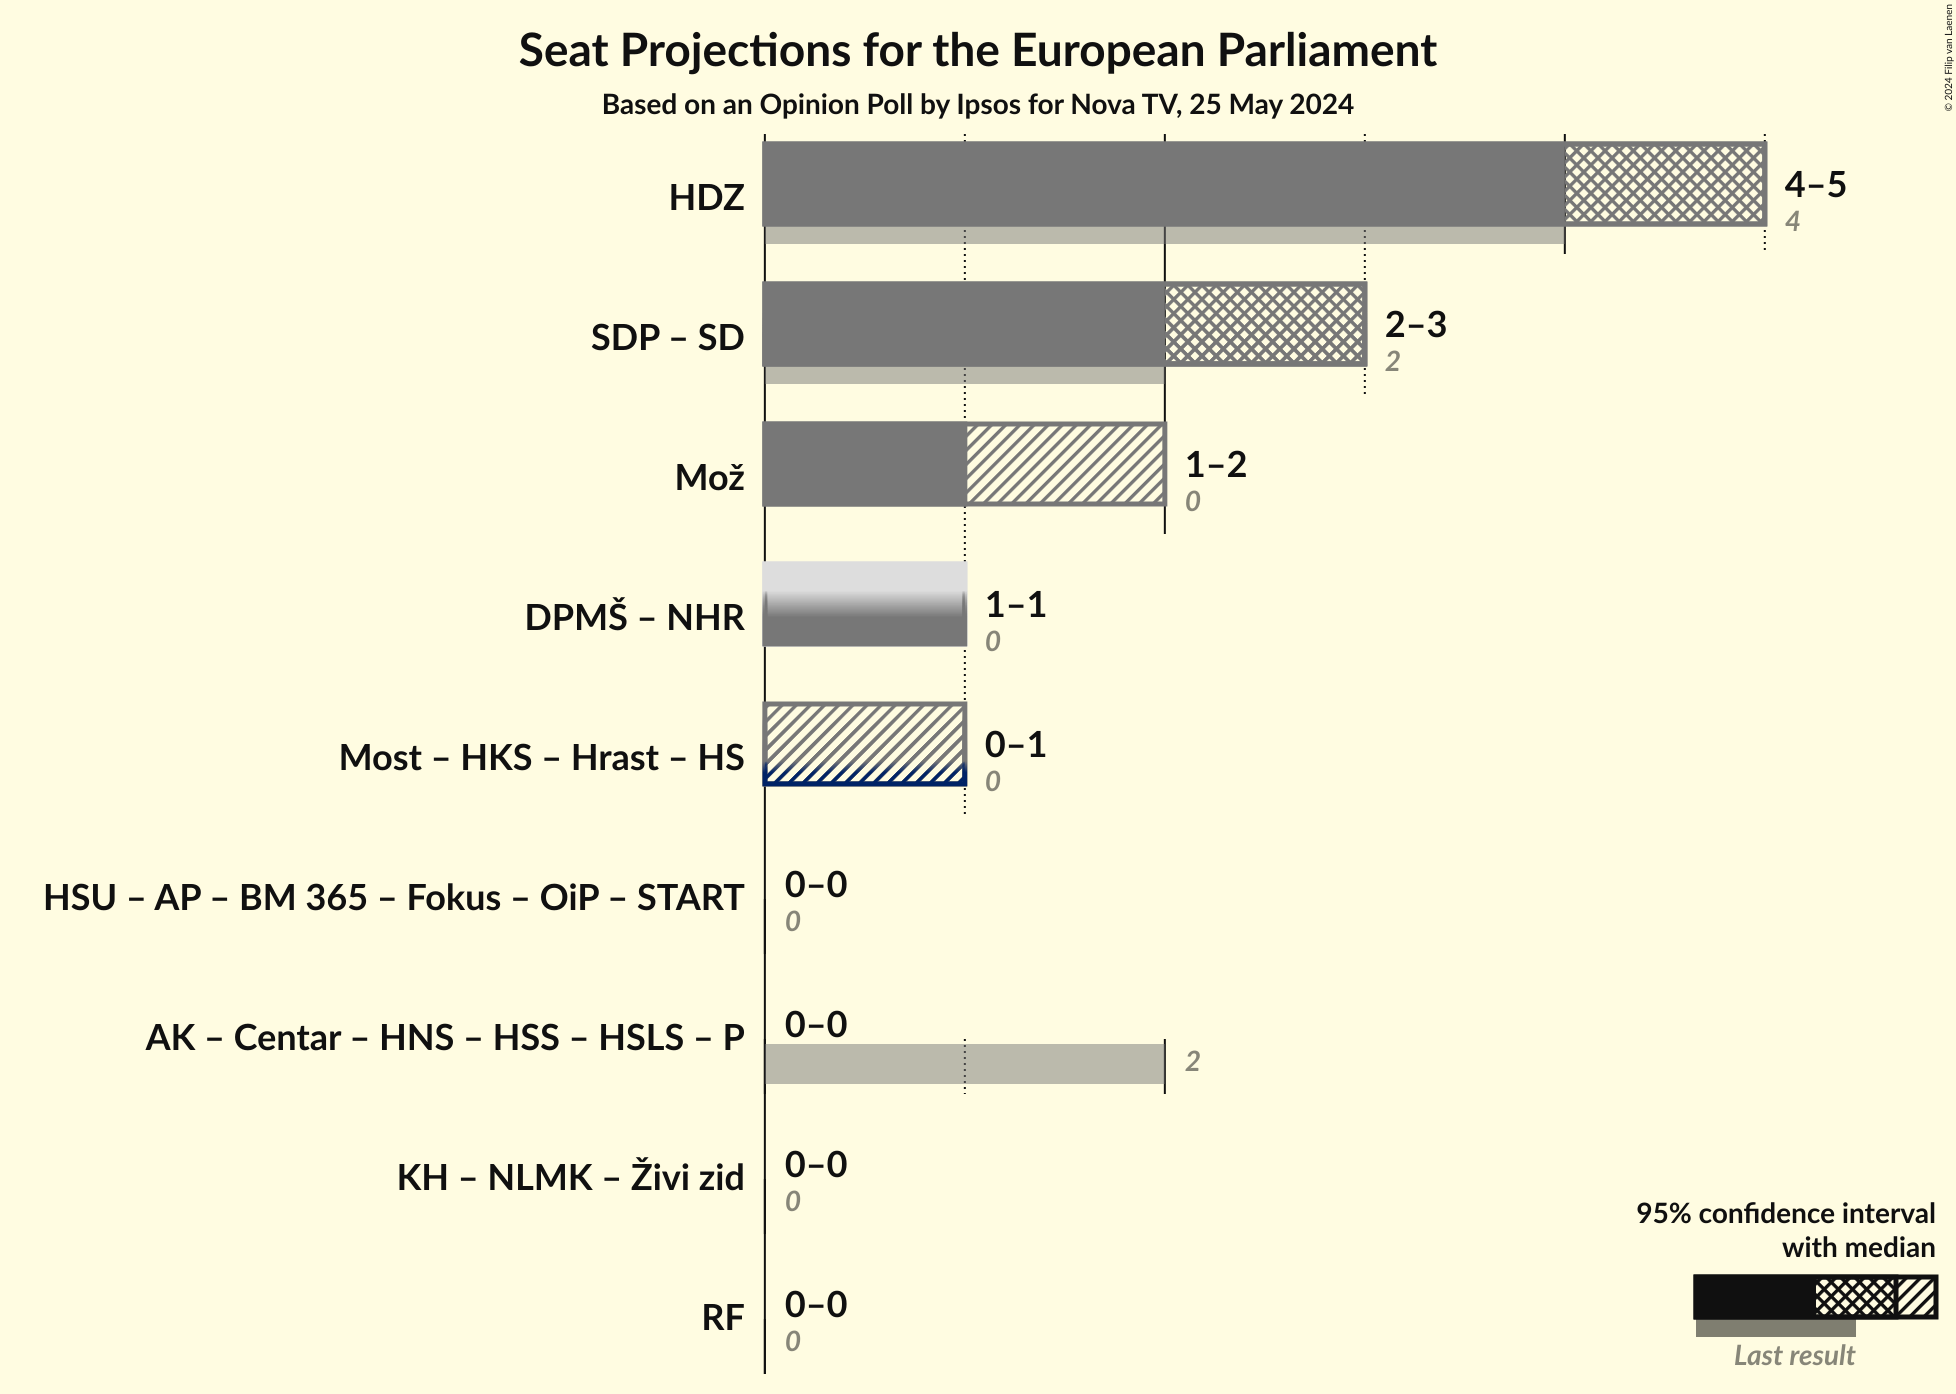 Seat Projections for the European Parliament
Based on an Opinion Poll by Ipsos for Nova TV, 25 May 2024
© 2024 Filip van Laenen
HDZ
4–5
4
SDP – SD
2–3
2
Mož
1–2
0
DPMŠ – NHR
1–1
0
Most – HKS – Hrast – HS
0–1
0
HSU – AP – BM 365 – Fokus – OiP – START
0–0
0
AK – Centar – HNS – HSS – HSLS – P
0–0
2
KH – NLMK – Živi zid
0–0
0
RF
0–0
0
95% confidence interval
with median
Last result